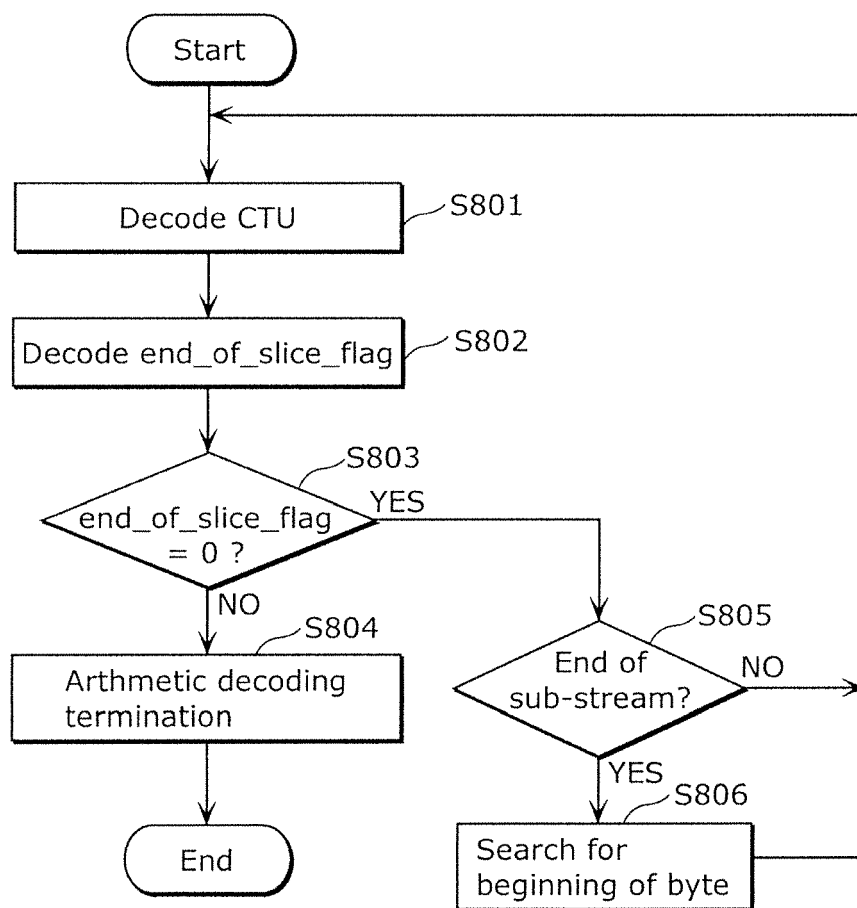 Start
Decode CTU
S801
Decode end_of_slice_flag
S802
S803
end_of_slice_flag
= 0 ?
YES
NO
S804
Arthmetic decoding
termination
End
S805
End of
sub-stream?
NO
YES
S806
Search for
beginning of byte